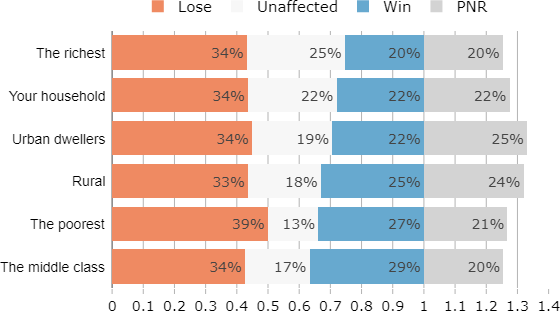 Lose Unaffected Win PNR
The richest 34% 25% 20% 20%
Your household 34% 22% 22% 22%
Urban dwellers 34% 19% 22% 25%
Rural 33% 18% 25% 24%
The poorest 39% 13% 27% 21%
The middle class 34% 17% 29% 20%
0 0.1 0.2 0.3 0.4 0.5 0.6 0.7 0.8 0.9 1 1.1 1.2 1.3 1.4